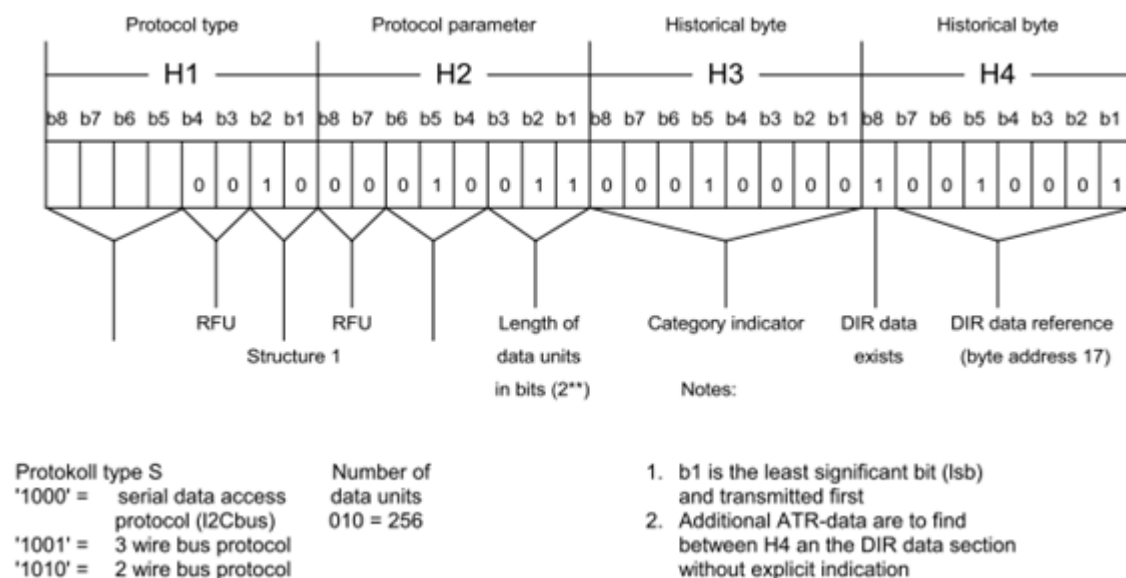 Protocol type Protocol parameter Historical byte Historical byte
H1 H2 H3 H4
b8 b7 b6 b5 b4 b3 b2 b1 b8 b7 b6 b5 b4 b3 b2 b1 b8 b7 b6 b5 b4 b3 b2 b1 b8 b7 b6 b5 b4 b3 b2 b1
0 0 1 0 0 0 0 1 0 0 1 1 0 0 0 1 0 0 0 0 1 0 0 1 0 0 0 1
RFU RFU Length of Category indicator DIR data DIR data reference
Structure 1 data units exists (byte address 17)
in bits (2**) Notes:
Protokoll type S Number of 1. b1 is the least significant bit (lsb)
'1000' = serial data access data units and transmitted first
protocol (I2Cbus) 010 = 256 2. Additional ATR-data are to find
'1001' = 3 wire bus protocol between H4 an the DIR data section
'1010' = 2 wire bus protocol without explicit indication